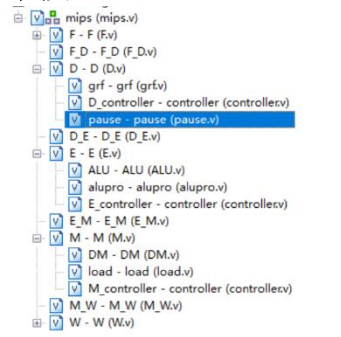 mips (mips.v)
F - F (F.v)
F_D - F_D (F_D.v)
D - D (D.v)
grf - grf (grf.v)
D_controller - controller (controller.v)
pause - pause (pause.v)
D_E - D_E (D_E.v)
E - E (E.v)
ALU - ALU (ALU.v)
alupro - alupro (alupro.v)
E_controller - controller (controller.v)
E_M - E_M (E_M.v)
M - M (M.v)
DM - DM (DM.v)
load - load (load.v)
M_controller - controller (controller.v)
M_W - M_W (M_W.v)
W - W (W.v)